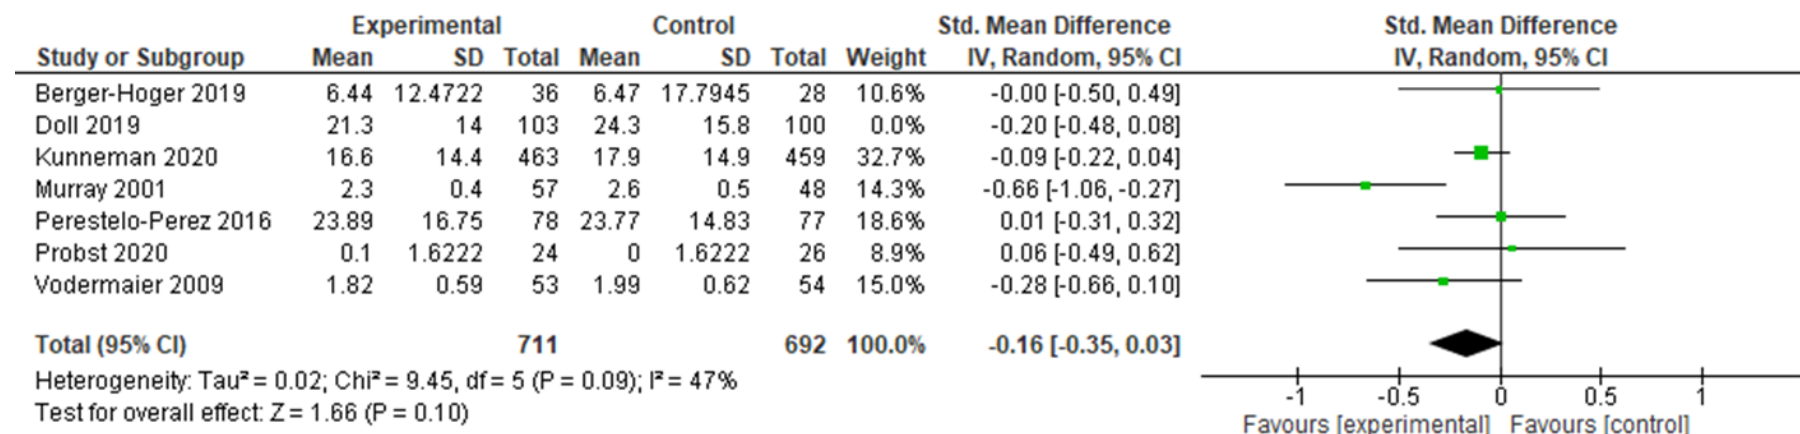 Experimental Control Std. Mean Difference Std. Mean Difference
Study or Subgroup Mean SD Total Mean SD Total Weight IV, Random, 95% CI IV, Random, 95% CI
Berger-Hoger 2019 6.44 12.4722 36 6.47 17.7945 28 10.6% -0.00 [-0.50, 0.49]
Doll 2019 21.3 14 103 24.3 15.8 100 0.0% -0.20 [-0.48, 0.08]
Kunneman 2020 16.6 14.4 463 17.9 14.9 459 32.7% -0.09 [-0.22, 0.04]
Murray 2001 2.3 0.4 57 2.6 0.5 48 14.3% -0.66 [-1.06, -0.27]
Perestelo-Perez 2016 23.89 16.75 78 23.77 14.83 77 18.6% 0.01 [-0.31, 0.32]
Probst 2020 0.1 1.6222 24 0 1.6222 26 8.9% 0.06 [-0.49, 0.62]
Vodermaier 2009 1.82 0.59 53 1.99 0.62 54 15.0% -0.28 [-0.66, 0.10]
Total (95% CI) 711 692 100.0% -0.16 [-0.35, 0.03]
Heterogeneity: Tau² = 0.02; Chi² = 9.45, df = 5 (P = 0.09); I² = 47%
Test for overall effect: Z = 1.66 (P = 0.10)
-1 -0.5 0 0.5 1
Favours [experimental] Favours [control]